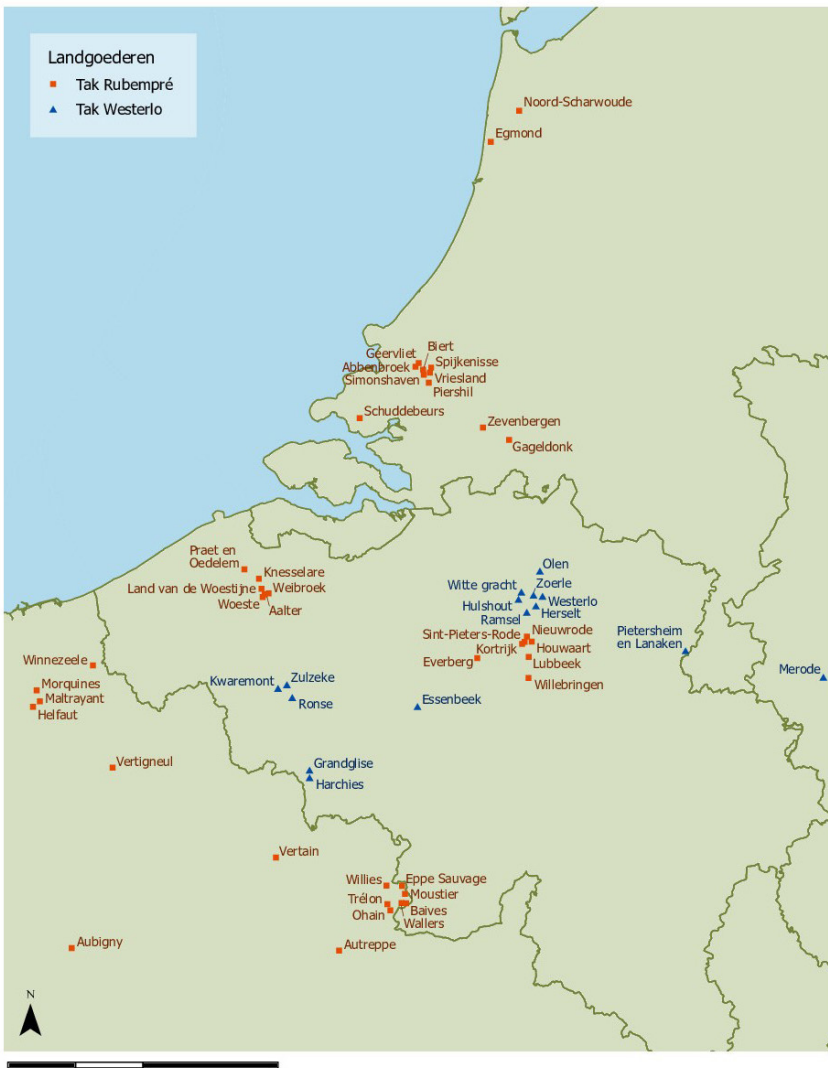 Landgoederen
Tak Rubempré
Tak Westerlo
Noord-Scharwoude
Egmond
Biert
Geervliet
Spijkenisse
Abbenbroek
Vriesland
Simonshaven
Piershil
Schuddebeurs
Zevenbergen
Gageldonk
Praet en
Oedelem
Knesselare
Land van de Woestijne
Weibroek
Woeste
Aalter
Olen
Witte gracht
Zoerle
Westerlo
Hulshout
Herselt
Ramsel
Nieuwrode
Sint-Pieters-Rode
Houwaart
Kortrijk
Lubbeek
Everberg
Willebringen
Pietersheim
en Lanaken
Merode
Winnezeele
Morquines
Maltrayant
Helfaut
Kwaremont
Zulzeke
Ronse
Essenbeek
Vertigneul
Grandglise
Harchies
Vertain
Willies
Eppe Sauvage
Moustier
Trélon
Baives
Ohain
Wallers
Aubigny
Autreppe
N